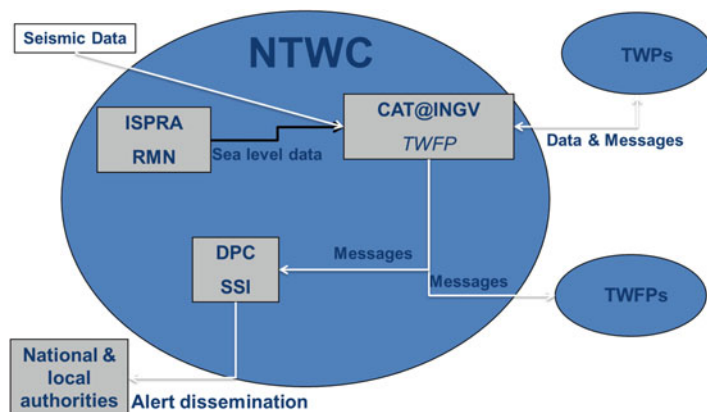 Seismic Data
NTWC
TWPs
ISPRA
RMN
Sea level data
CAT@INGV
TWFP
Data & Messages
DPC
SSI
Messages
Messages
TWFPs
National &
local
authorities
Alert dissemination